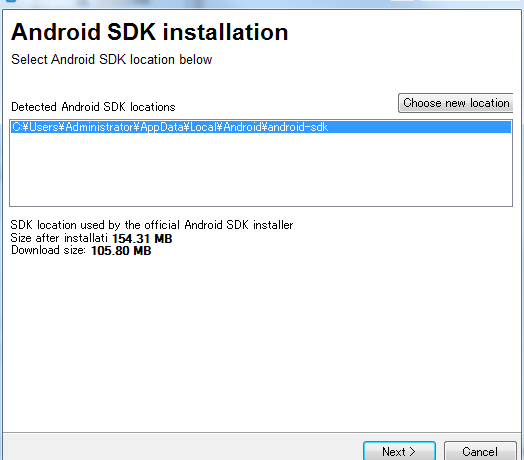 Android SDK installation
Select Android SDK location below
Choose new location
Detected Android SDK locations
C:¥Users¥Administrator¥AppData¥Local¥Android¥android-sdk
SDK location used by the official Android SDK installer
Size after installati 154.31 MB
Download size: 105.80 MB
Next >
Cancel